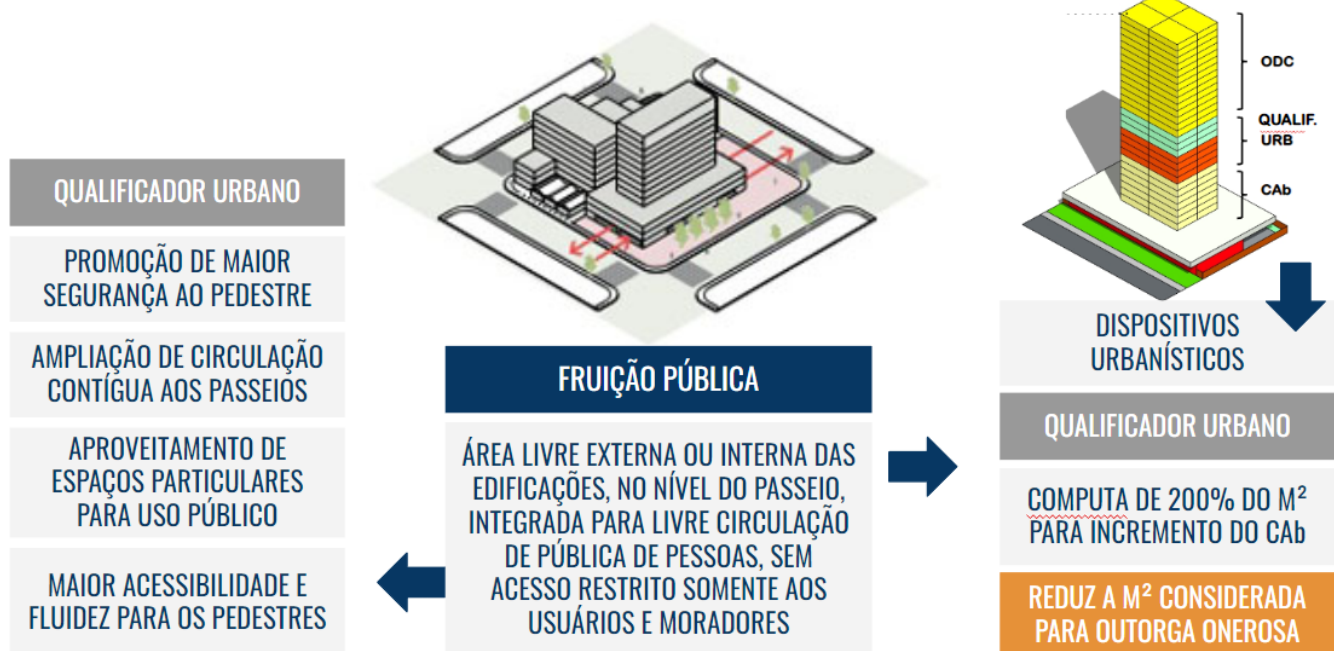 QUALIFICADOR URBANO
PROMOÇÃO DE MAIOR
SEGURANÇA AO PEDESTRE
AMPLIAÇÃO DE CIRCULAÇÃO
CONTÍGUA AOS PASSEIOS
APROVEITAMENTO DE
ESPAÇOS PARTICULARES
PARA USO PÚBLICO
MAIOR ACESSIBILIDADE E
FLUIDEZ PARA OS PEDESTRES
FRUIÇÃO PÚBLICA
ÁREA LIVRE EXTERNA OU INTERNA DAS
EDIFICAÇÕES, NO NÍVEL DO PASSEIO,
INTEGRADA PARA LIVRE CIRCULAÇÃO
DE PÚBLICA DE PESSOAS, SEM
ACESSO RESTRITO SOMENTE AOS
USUÁRIOS E MORADORES
ODC
QUALIF.
URB
CAb
DISPOSITIVOS
URBANÍSTICOS
QUALIFICADOR URBANO
COMPUTA DE 200% DO M²
PARA INCREMENTO DO CAb
REDUZ A M² CONSIDERADA
PARA OUTORGA ONEROSA